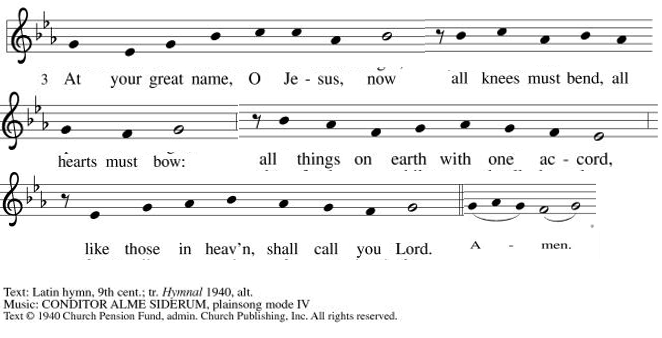 3 At your great name, O Je - sus, now all knees must bend, all
hearts must bow: all things on earth with one ac - cord,
like those in heav'n, shall call you Lord. A - men.
Text: Latin hymn, 9th cent.; tr. Hymnal 1940, alt.
Music: CONDITOR ALME SIDERUM, plainsong mode IV
Text © 1940 Church Pension Fund, admin. Church Publishing, Inc. All rights reserved.